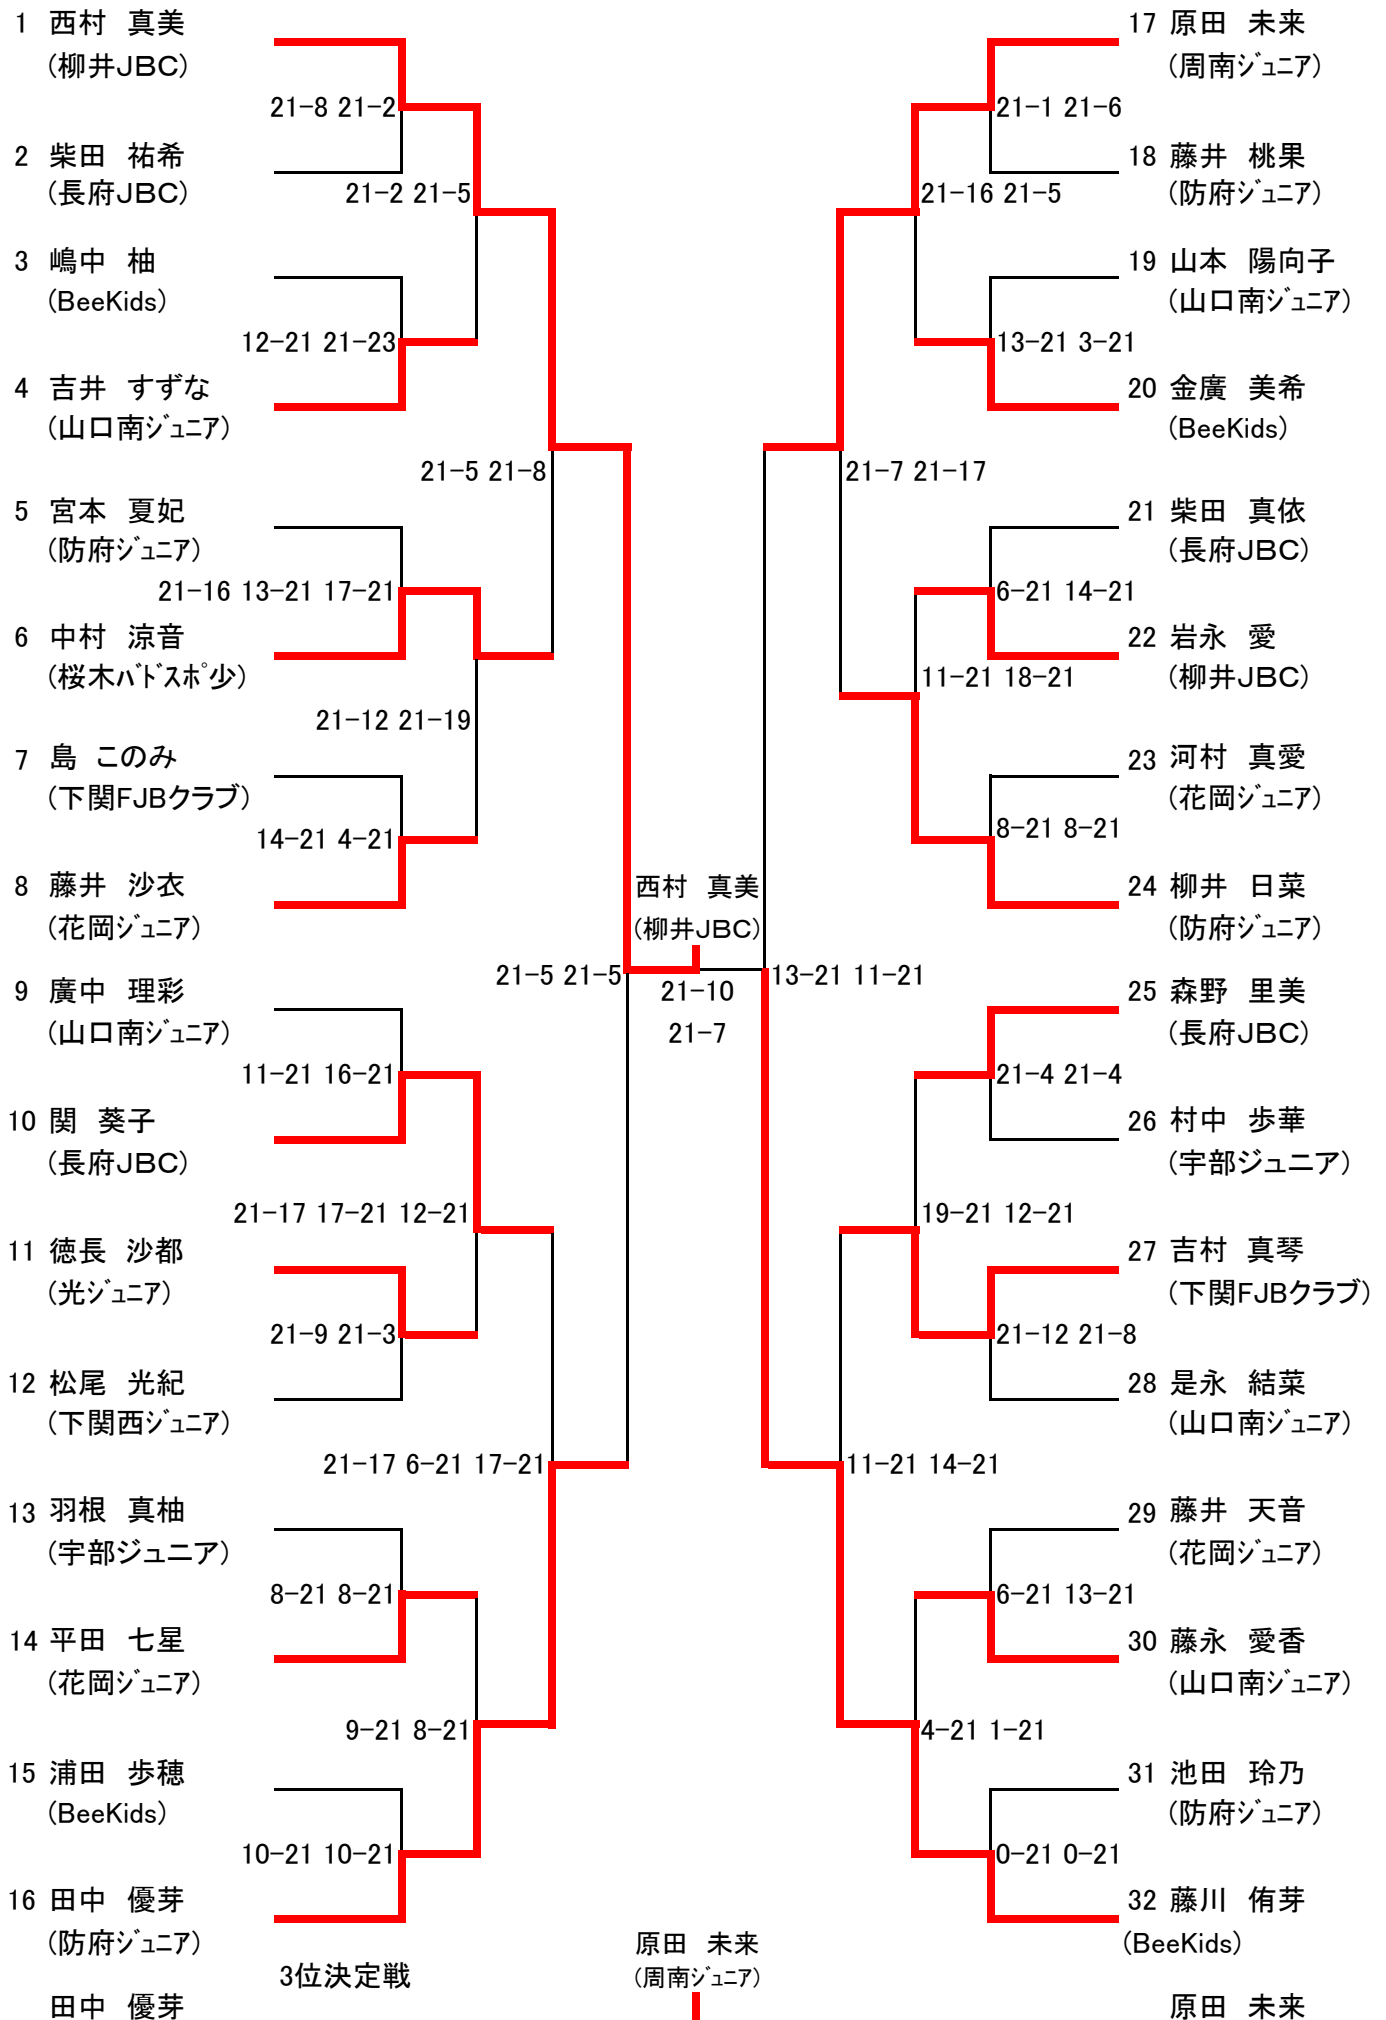 1 西村 真美
(柳井JBC)
21-8 21-2
2 柴田 祐希
(長府JBC)
21-2 21-5
3 嶋中 柚
(BeeKids)
12-21 21-23
4 吉井 すずな
(山口南ジュニア)
21-5 21-8
5 宮本 夏妃
(防府ジュニア)
21-16 13-21 17-21
6 中村 涼音
(桜木バドスポ少)
21-12 21-19
7 島 このみ
(下関FJBクラブ)
14-21 4-21
8 藤井 沙衣
(花岡ジュニア)
21-5 21-5
9 廣中 理彩
(山口南ジュニア)
11-21 16-21
10 関 葵子
(長府JBC)
21-17 17-21 12-21
11 徳長 沙都
(光ジュニア)
21-9 21-3
12 松尾 光紀
(下関西ジュニア)
21-17 6-21 17-21
13 羽根 真柚
(宇部ジュニア)
8-21 8-21
14 平田 七星
(花岡ジュニア)
9-21 8-21
15 浦田 歩穂
(BeeKids)
10-21 10-21
16 田中 優芽
(防府ジュニア)
西村 真美
(柳井JBC)
21-10
21-7
17 原田 未来
(周南ジュニア)
21-1 21-6
18 藤井 桃果
(防府ジュニア)
21-16 21-5
19 山本 陽向子
(山口南ジュニア)
13-21 3-21
20 金廣 美希
(BeeKids)
21-7 21-17
21 柴田 真依
(長府JBC)
6-21 14-21
22 岩永 愛
(柳井JBC)
11-21 18-21
23 河村 真愛
(花岡ジュニア)
8-21 8-21
24 柳井 日菜
(防府ジュニア)
13-21 11-21
25 森野 里美
(長府JBC)
21-4 21-4
26 村中 歩華
(宇部ジュニア)
19-21 12-21
27 吉村 真琴
(下関FJBクラブ)
21-12 21-8
28 是永 結菜
(山口南ジュニア)
11-21 14-21
29 藤井 天音
(花岡ジュニア)
6-21 13-21
30 藤永 愛香
(山口南ジュニア)
4-21 1-21
31 池田 玲乃
(防府ジュニア)
0-21 0-21
32 藤川 侑芽
(BeeKids)
3位決定戦
原田 未来
(周南ジュニア)
田中 優芽
原田 未来